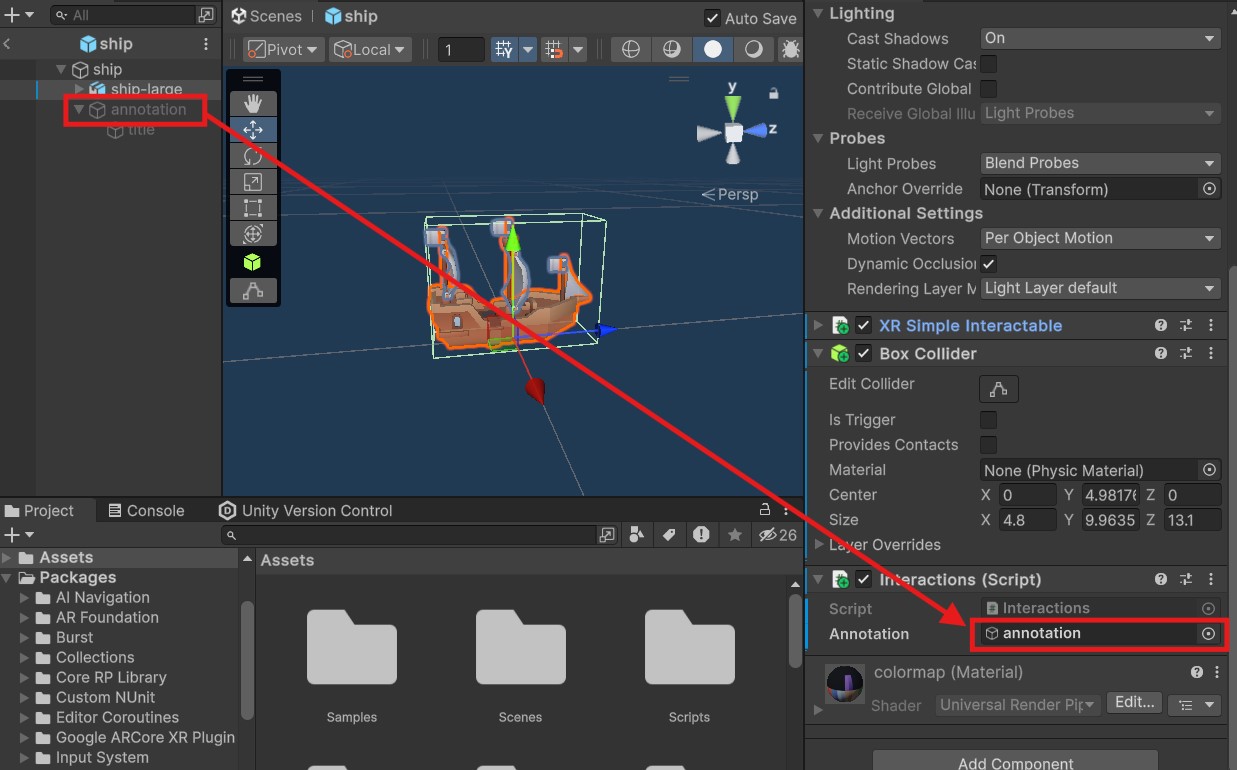 All
Scenes
ship
Auto Save
ship
Pivot
Local
1
ship
ship-large
annotation
title
y
z
Persp
Lighting
Cast Shadows On
Static Shadow Cas
Contribute Global
Receive Global Illu Light Probes
Probes
Light Probes Blend Probes
Anchor Override None (Transform)
Additional Settings
Motion Vectors Per Object Motion
Dynamic Occlusion
Rendering Layer M Light Layer default
XR Simple Interactable
Box Collider
Edit Collider
Is Trigger
Provides Contacts
Material None (Physic Material)
Center X 0 Y 4.98176 Z 0
Size X 4.8 Y 9.9635 Z 13.1
Layer Overrides
Interactions (Script)
Script Interactions
Annotation annotation
colormap (Material)
Shader Universal Render Pip Edit...
Add Component
Project
Console
Unity Version Control
26
Assets
Packages
AI Navigation
AR Foundation
Burst
Collections
Core RP Library
Custom NUnit
Editor Coroutines
Google ARCore XR Plugin
Input System
Assets
Samples
Scenes
Scripts